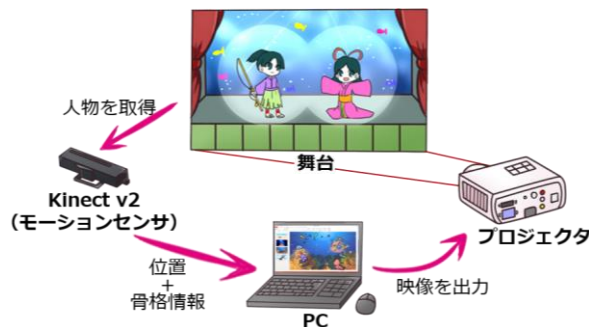 人物を取得
舞台
Kinect v2
（モーションセンサ）
プロジェクタ
位置
＋
骨格情報
映像を出力
PC